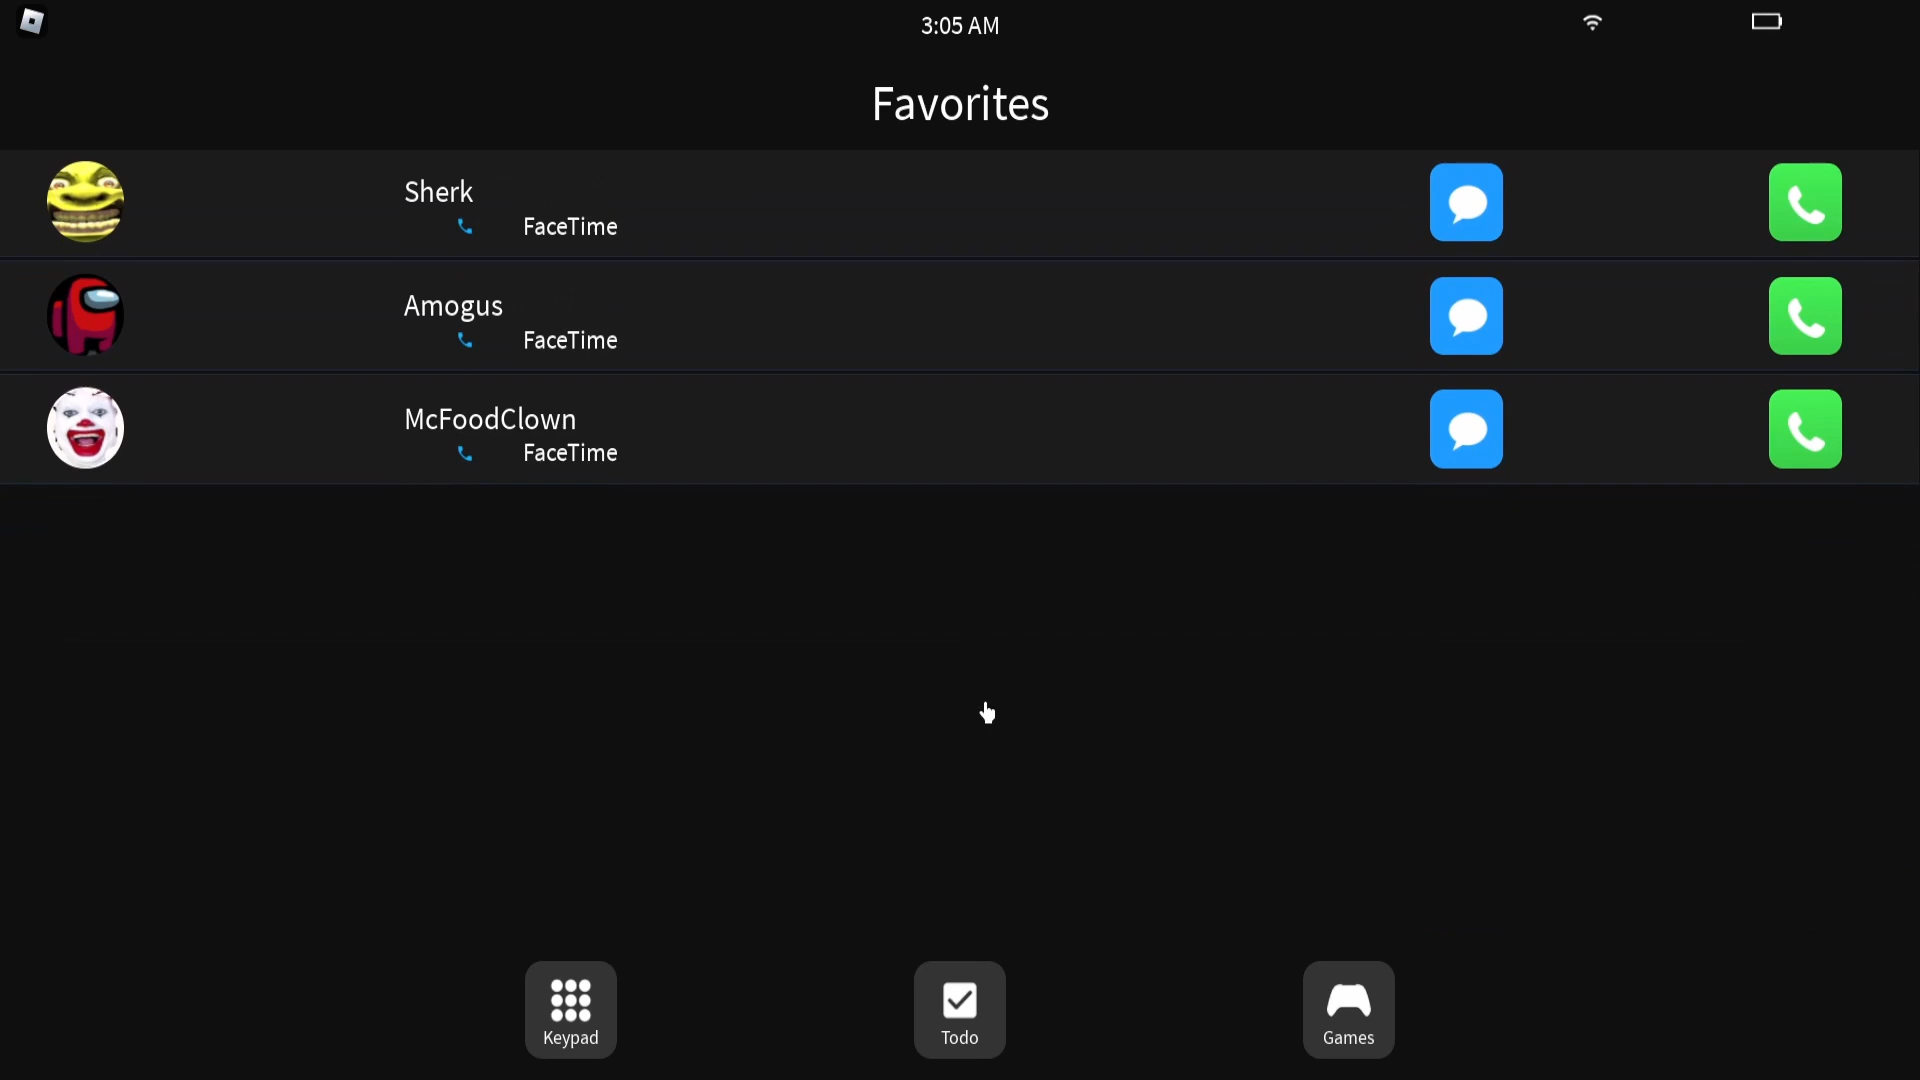 3:05 AM
Favorites
Sherk
FaceTime
Amogus
FaceTime
McFoodClown
FaceTime
Keypad
Todo
Games